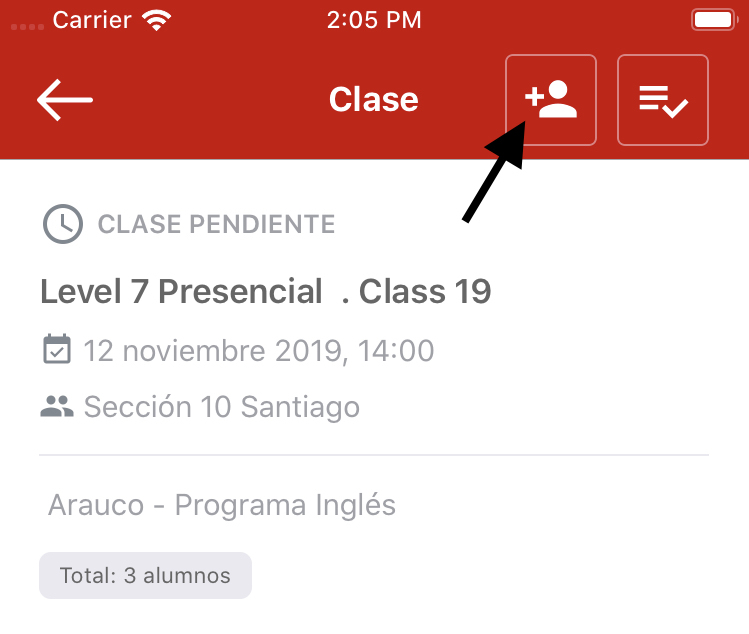 Carrier 2:05 PM
Clase
CLASE PENDIENTE
Level 7 Presencial . Class 19
12 noviembre 2019, 14:00
Sección 10 Santiago
Arauco - Programa Inglés
Total: 3 alumnos